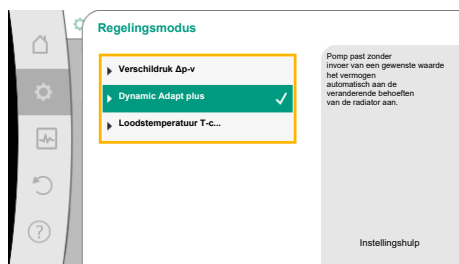 Regelingsmodus
Verschildruk Δp-v
Dynamic Adapt plus
Loodstemperatuur T-c...
Pomp past zonder
invoer van een gewenste waarde
het vermogen
automatisch aan de
veranderende behoeften
van de radiator aan.
Instellingshulp